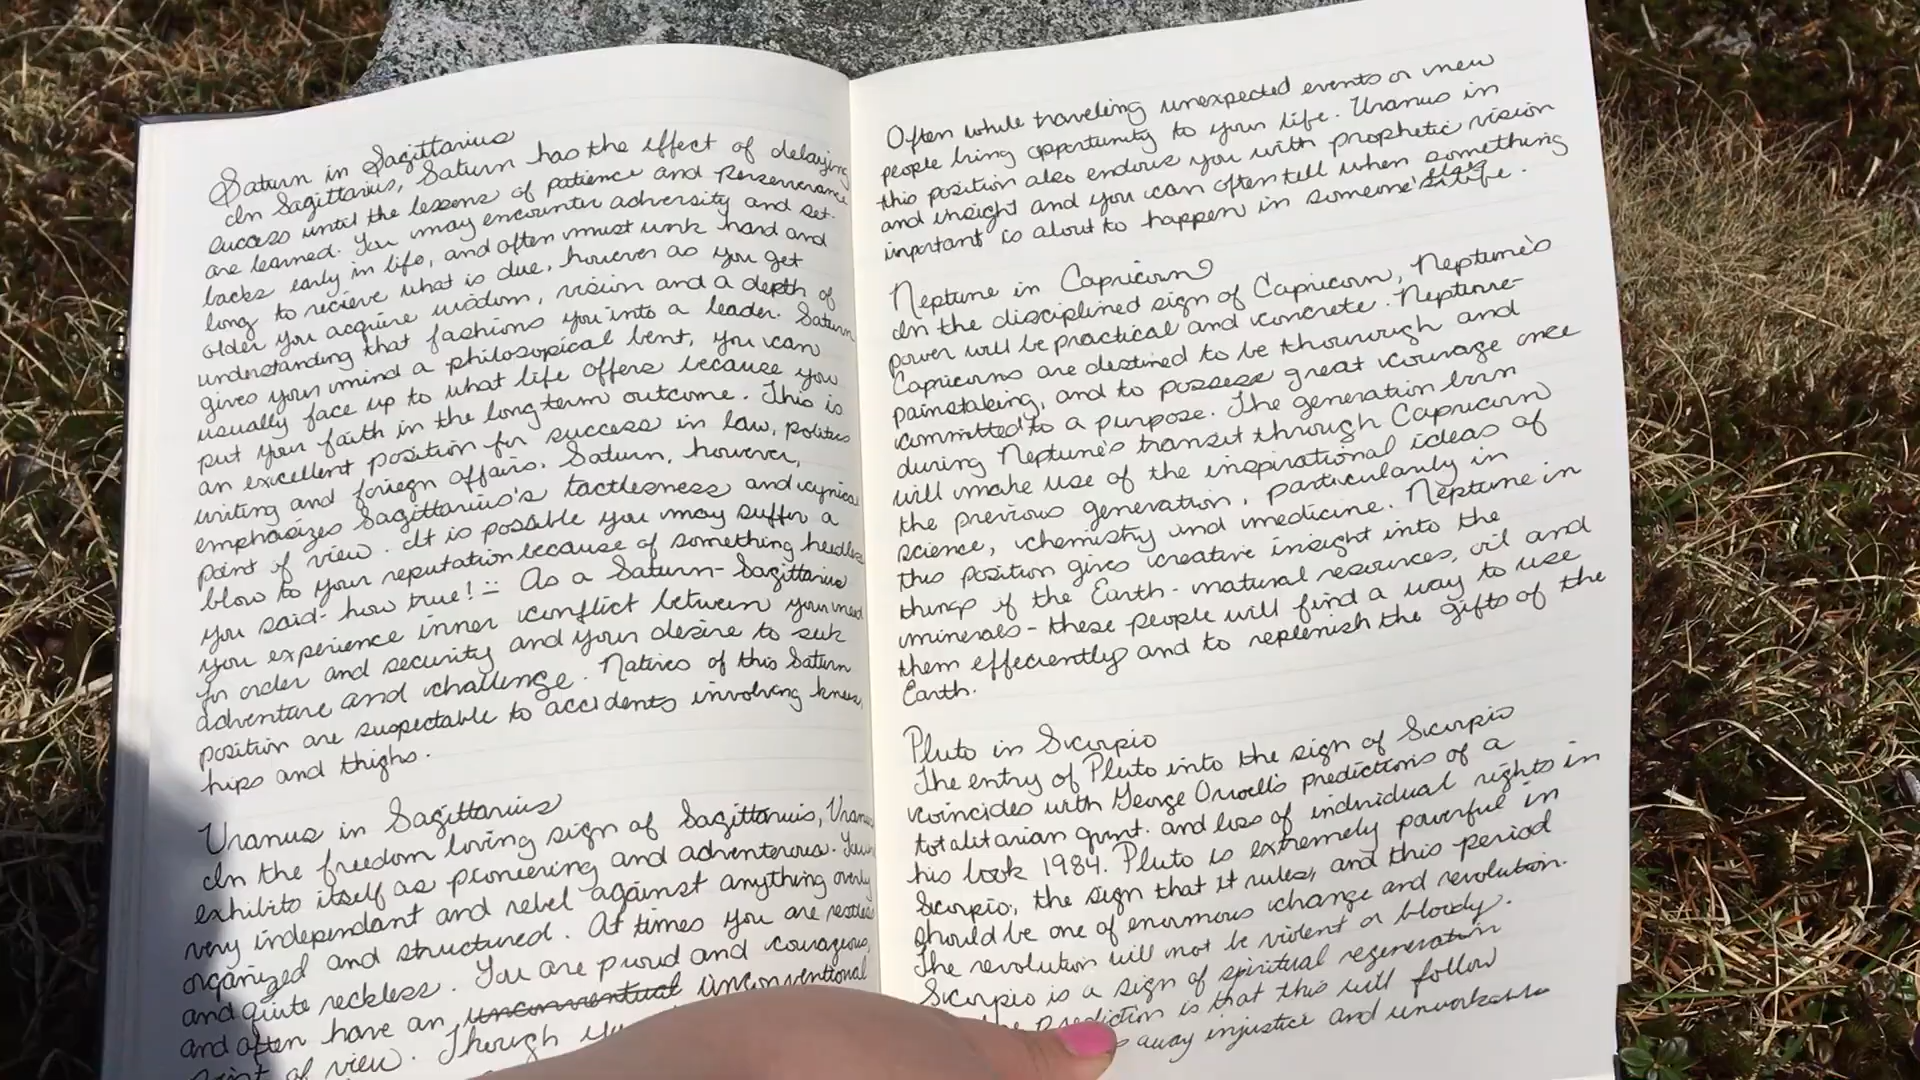 Saturn in Sagittarius
In Sagittarius, Saturn has the effect of delaying
success until the lessons of patience and perserverance
are learned. You may encounter adversity and set-
backs early in life, and often must work hard and
long to recieve what is due, however as you get
older you acquire wisdom, vision and a depth of
understanding that fashions you into a leader. Saturn
gives your mind a philosopical bent, you can
usually face up to what life offers because you
put your faith in the long term outcome. This is
an excellent position for success in law, politics
writing and foriegn affairs. Saturn, however,
emphasizes Sagittarius's tactlesness and cynical
point of view. It is possible you may suffer a
blow to your reputation because of something heedless
you said- how true! As a Saturn-Sagittarius
you experience inner conflict between your need
for order and security and your desire to seek
adventure and challenge. Natives of this Saturn
position are suspectable to accidents involving knees,
hips and thighs.
Uranus in Sagittarius
In the freedom loving sign of Sagittarius, Uranus
exhibits itself as pioneering and adventerous. You
very independant and rebel against anything overly
organized and structured. At times you are restless
and quite reckless. You are proud and courageous,
and often have an unconventual unconventional
point of view. Though
Often while traveling unexpected events or new
people bring opportunity to your life. Uranus in
this position also endows you with prophetic vision
and insight and you can often tell when something
important is about to happen in someone's life.
Neptune in Capricorn
In the disciplined sign of Capricorn, Neptune's
power will be practical and concrete. Neptune-
Capricorns are destined to be thourough and
painstaking, and to possess great courage once
committed to a purpose. The generation born
during Neptune's transit through Capricorn
will make use of the inspirational ideas of
the previous generation, particularly in
science, chemistry and medicine. Neptune in
this position gives creative insight into the
things of the Earth- natural resources, oil and
minerals- these people will find a way to use
them effeciently and to replenish the gifts of the
Earth.
Pluto in Scorpio
The entry of Pluto into the sign of Scorpio
coincides with George Orwell's predictions of a
totalitarian gvnt. and loss of individual rights in
his book 1984. Pluto is extremely powerful in
Scorpio, the sign that it rules, and this period
should be one of enormous change and revolution.
The revolution will not be violent or bloody.
Scorpio is a sign of spiritual regeneration
prediction is that this will follow
away injustice and unworkable